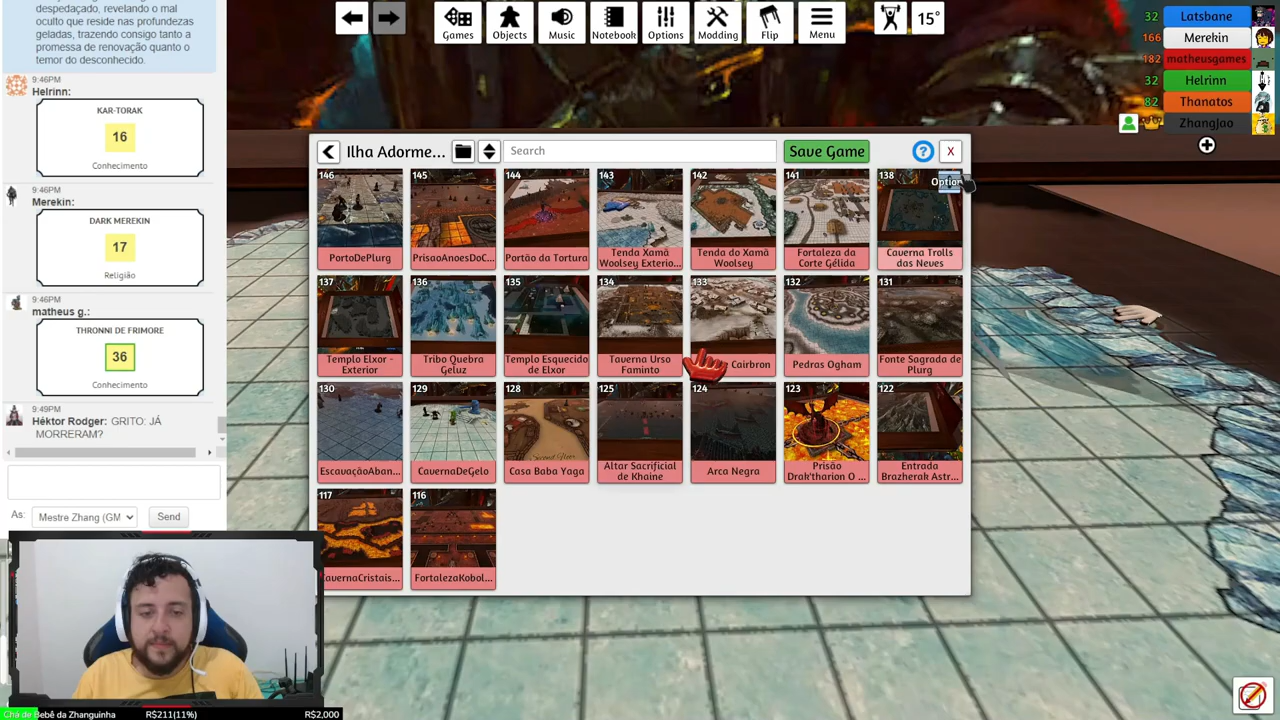 despedaçado, revelando o mal
oculto que reside nas profundezas
geladas, trazendo consigo tanto a
promessa de renovação quanto o
temor do desconhecido.
9:46PM
Helrinn:
KAR-TORAK
16
Conhecimento
9:46PM
Merekin:
DARK MEREKIN
17
Religião
9:46PM
matheus g.:
THRONNI DE FRIMORE
36
Conhecimento
9:49PM
Héktor Rodger: GRITO: JÁ
MORRERAM?
As: Mestre Zhang (GM Send
Games Objects Music Notebook Options Modding Flip Menu 15°
32 Latsbane
166 Merekin
182 matheusgames
32 Helrinn
82 Thanatos
ZhangJao
Ilha Adorme... Search Save Game ? X
Option
146 145 144 143 142 141 138
PortoDePlurg PrisaoAnoesDoC... Portão da Tortura Tenda Xamã Woolsey Exterio... Tenda do Xamã Woolsey Fortaleza da Corte Gélida Caverna Trolls das Neves
137 136 135 134 133 132 131
Templo Elxor - Exterior Tribo Quebra Geluz Templo Esquecido de Elxor Taverna Urso Faminto Cairbron Pedras Ogham Fonte Sagrada de Plurg
130 129 128 125 124 123 122
EscavaçãoAban... CavernaDeGelo Casa Baba Yaga Altar Sacrificial de Khaine Arca Negra Prisão Drak'tharion O ... Entrada Brazherak Astr...
117 116
CavernaCristais... FortalezaKobol...
Chá de Bebê da Zhanguinha R$211(11%) R$2,000